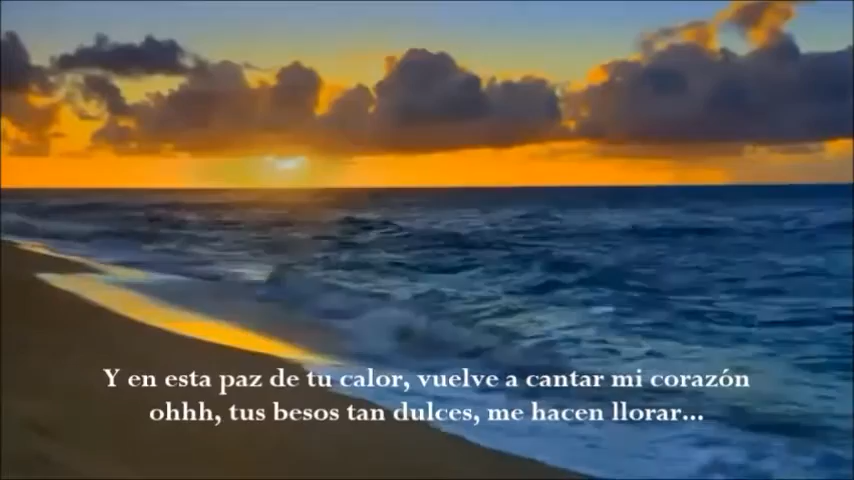 Y en esta paz de tu calor, vuelve a cantar mi corazón
ohhh, tus besos tan dulces, me hacen llorar...